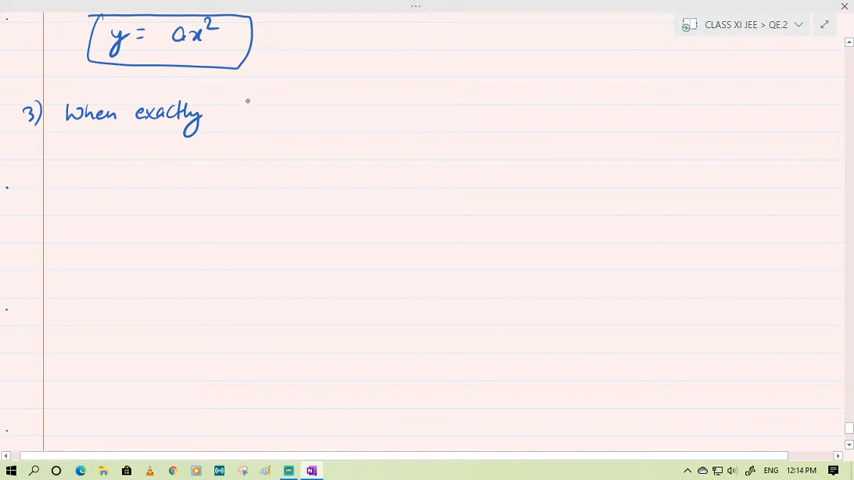 CLASS XI JEE > QE.2
y = ax²
3) When exactly
ENG 12:14 PM